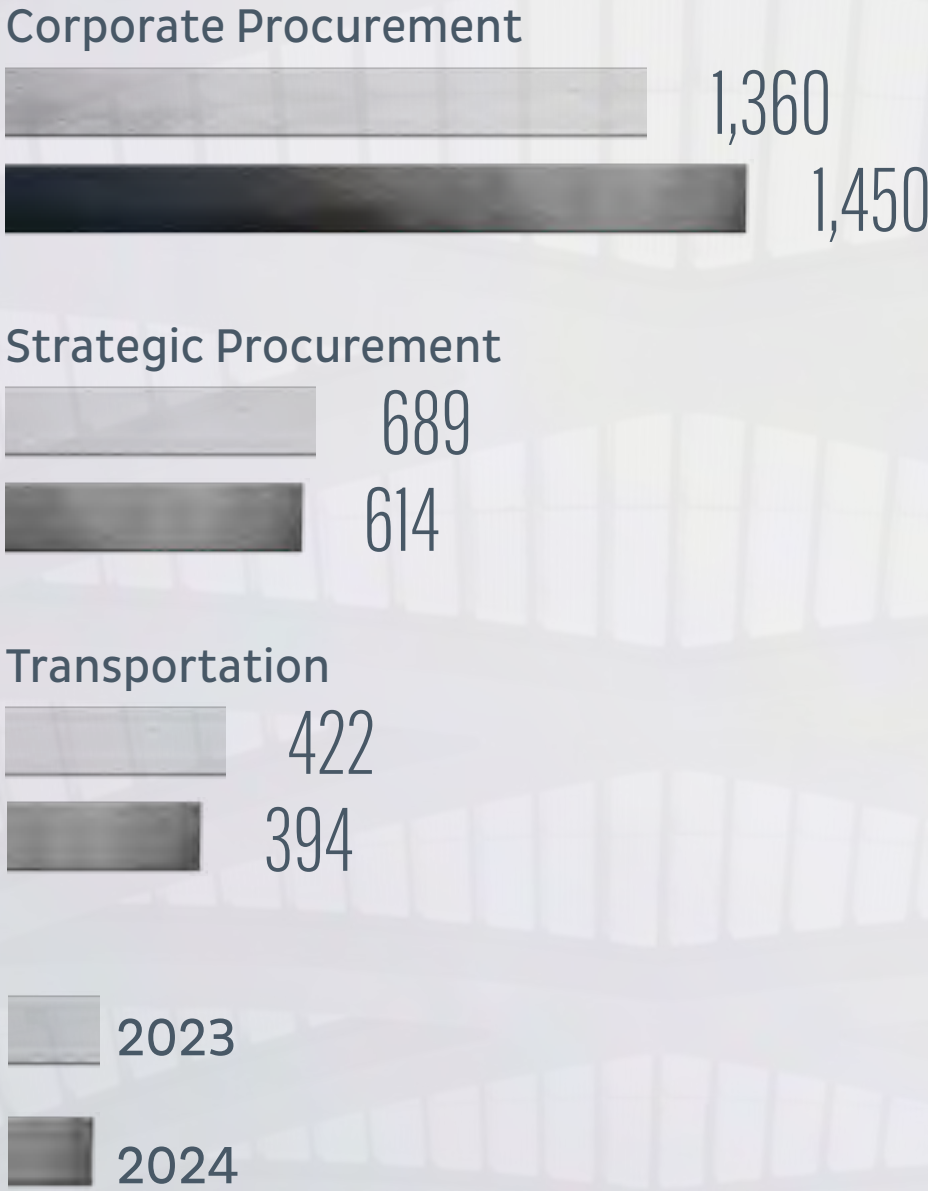 Corporate Procurement
1,360
1,450
Strategic Procurement
689
614
Transportation
422
394
2023
2024